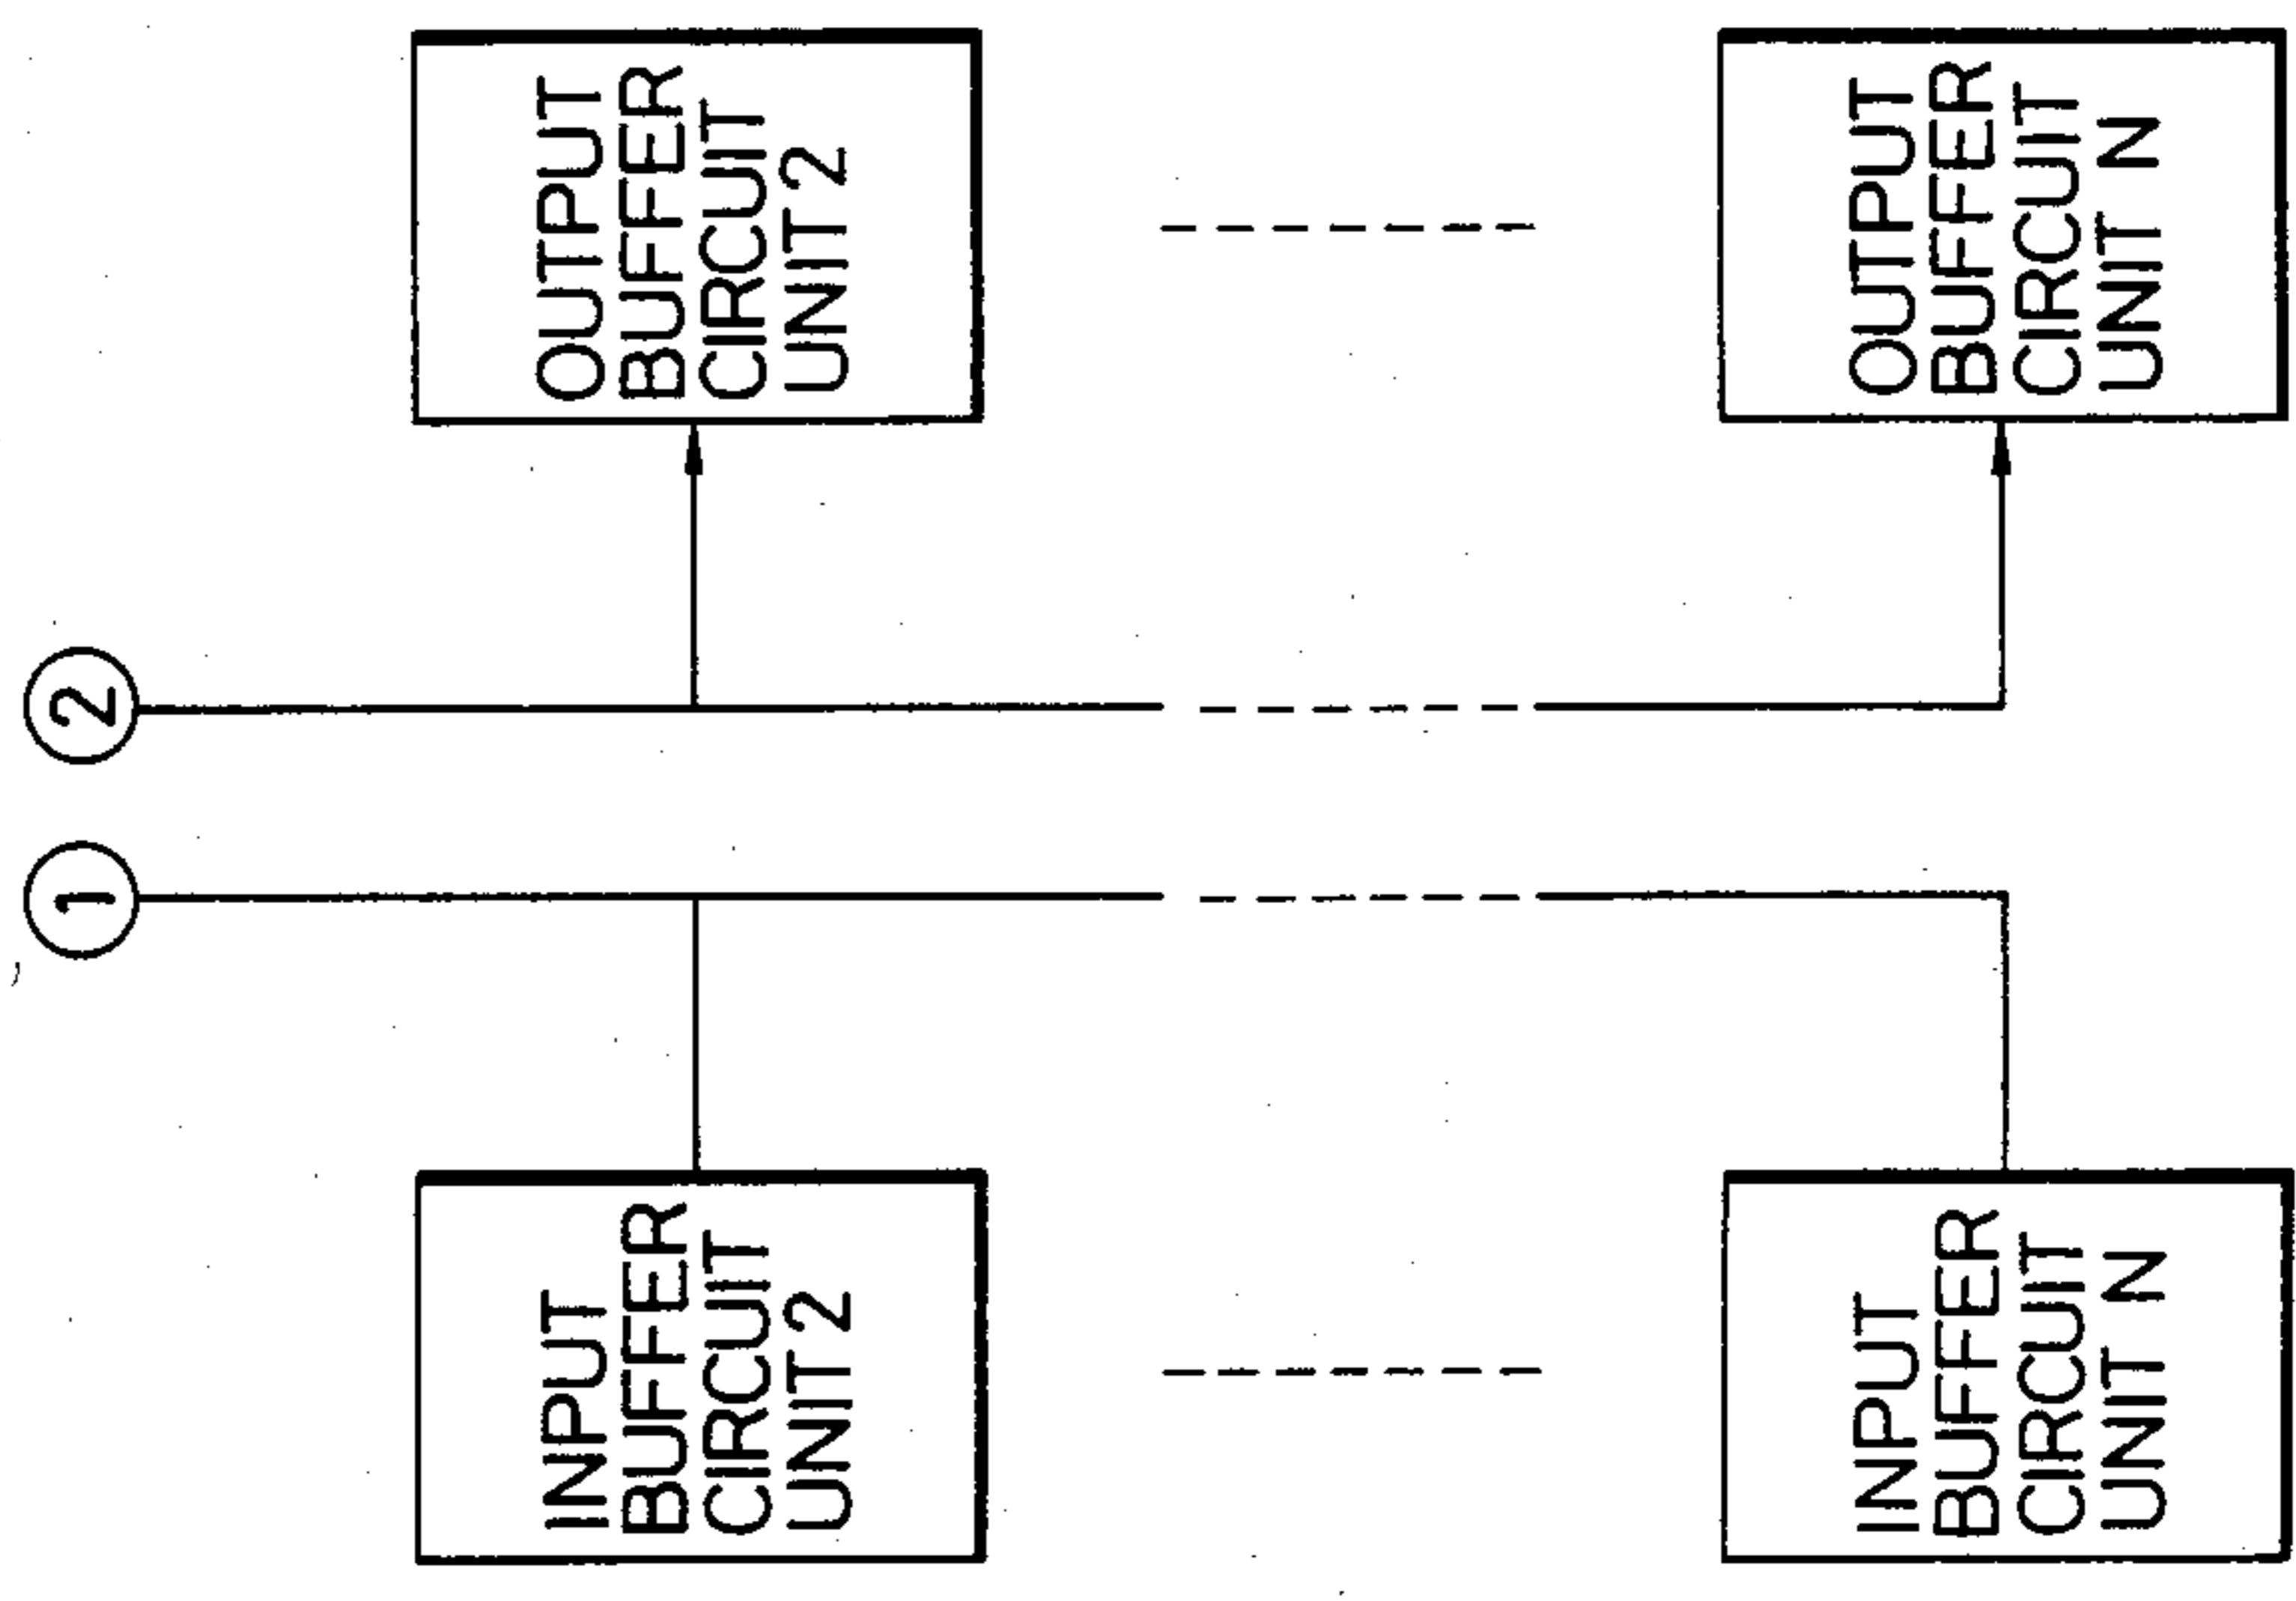 1
2
INPUT
BUFFER
CIRCUIT
UNIT 2
OUTPUT
BUFFER
CIRCUIT
UNIT 2
INPUT
BUFFER
CIRCUIT
UNIT N
OUTPUT
BUFFER
CIRCUIT
UNIT N